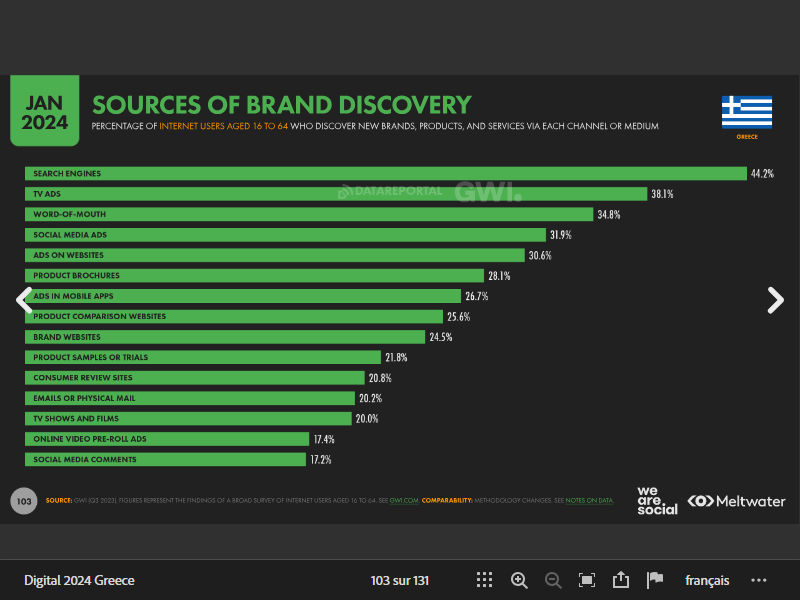 JAN
2024
SOURCES OF BRAND DISCOVERY
PERCENTAGE OF INTERNET USERS AGED 16 TO 64 WHO DISCOVER NEW BRANDS, PRODUCTS, AND SERVICES VIA EACH CHANNEL OR MEDIUM
GREECE
SEARCH ENGINES 44.2%
TV ADS 38.1%
DATAREPORTAL GWI.
WORD-OF-MOUTH 34.8%
SOCIAL MEDIA ADS 31.9%
ADS ON WEBSITES 30.6%
PRODUCT BROCHURES 28.1%
ADS IN MOBILE APPS 26.7%
PRODUCT COMPARISON WEBSITES 25.6%
BRAND WEBSITES 24.5%
PRODUCT SAMPLES OR TRIALS 21.8%
CONSUMER REVIEW SITES 20.8%
EMAILS OR PHYSICAL MAIL 20.2%
TV SHOWS AND FILMS 20.0%
ONLINE VIDEO PRE-ROLL ADS 17.4%
SOCIAL MEDIA COMMENTS 17.2%
103
SOURCE: GWI (Q3 2023). FIGURES REPRESENT THE FINDINGS OF A BROAD SURVEY OF INTERNET USERS AGED 16 TO 64. SEE GWI.COM. COMPARABILITY: METHODOLOGY CHANGES. SEE NOTES ON DATA.
we
are.
social
Meltwater
Digital 2024 Greece
103 sur 131
français